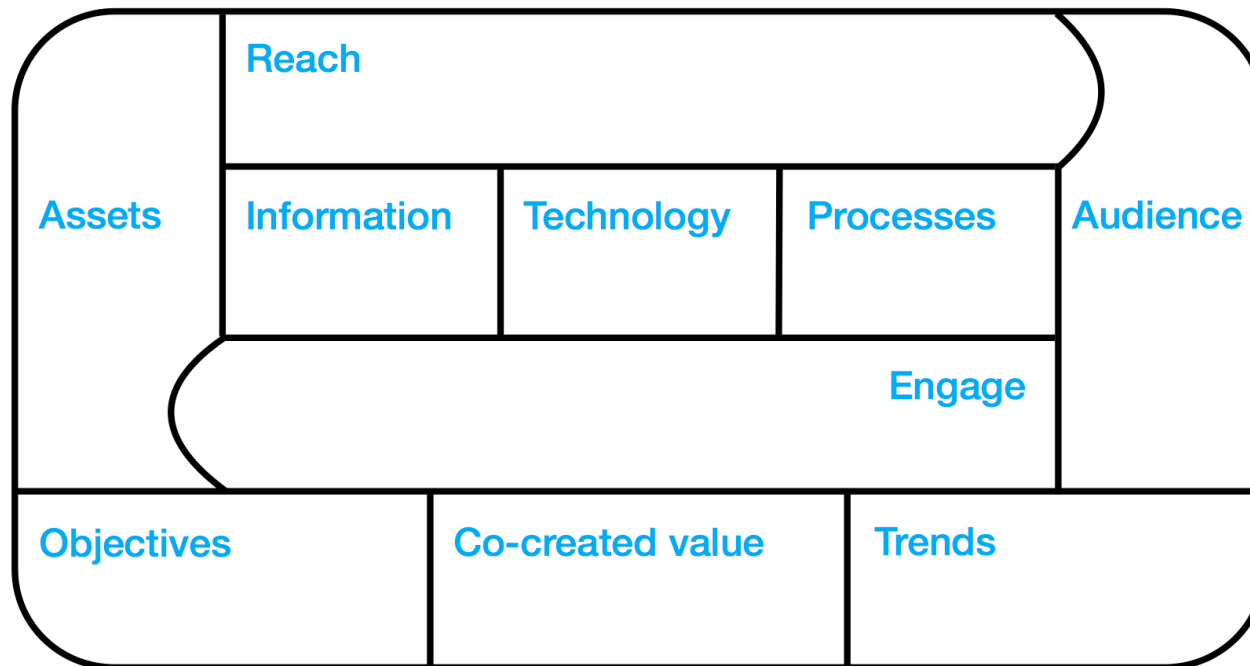 Reach
Assets
Information
Technology
Processes
Audience
Engage
Objectives
Co-created value
Trends